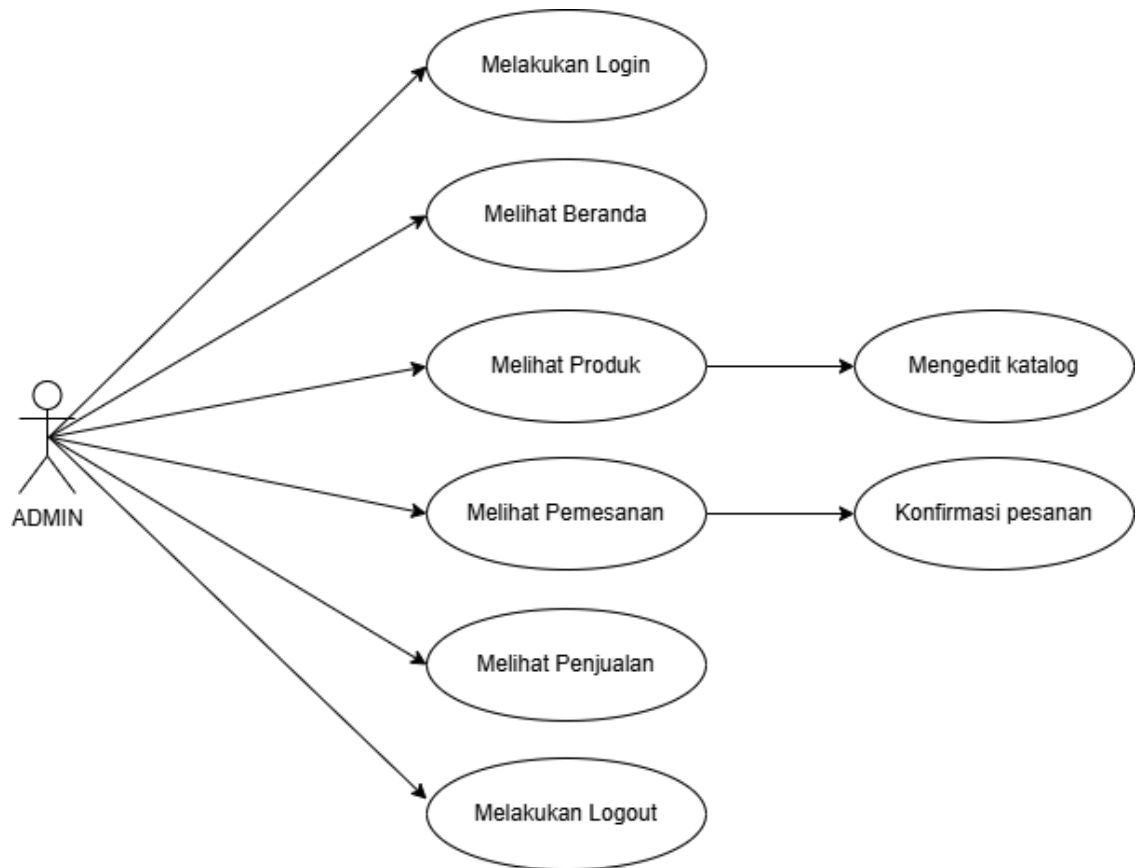 Melakukan Login
Melihat Beranda
Melihat Produk
Mengedit katalog
ADMIN
Melihat Pemesanan
Konfirmasi pesanan
Melihat Penjualan
Melakukan Logout